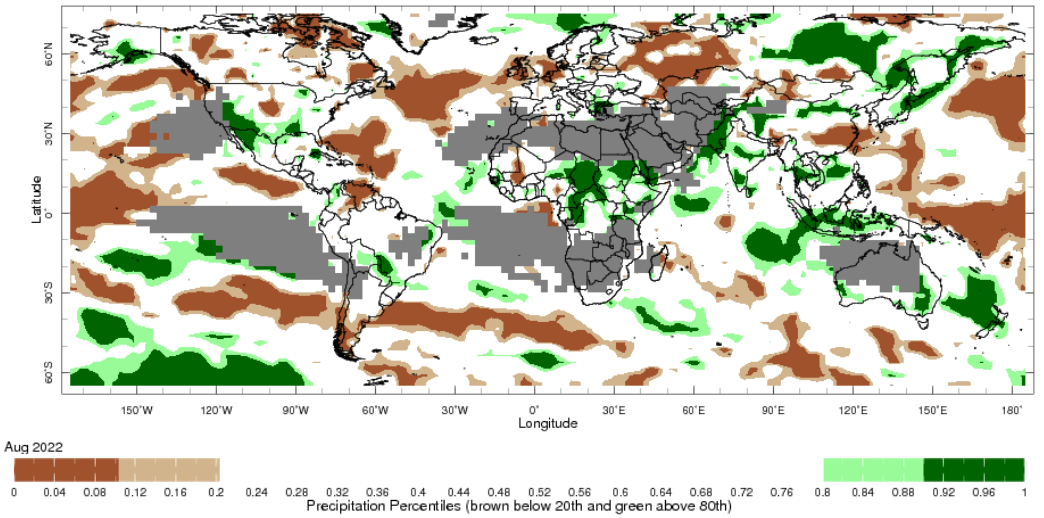 60°N
30°N
0°
30°S
60°S
Latitude
150°W 120°W 90°W 60°W 30°W 0° 30°E 60°E 90°E 120°E 150°E 180°
Longitude
Aug 2022
0 0.04 0.08 0.12 0.16 0.2 0.24 0.28 0.32 0.36 0.4 0.44 0.48 0.52 0.56 0.6 0.64 0.68 0.72 0.76 0.8 0.84 0.88 0.92 0.96 1
Precipitation Percentiles (brown below 20th and green above 80th)